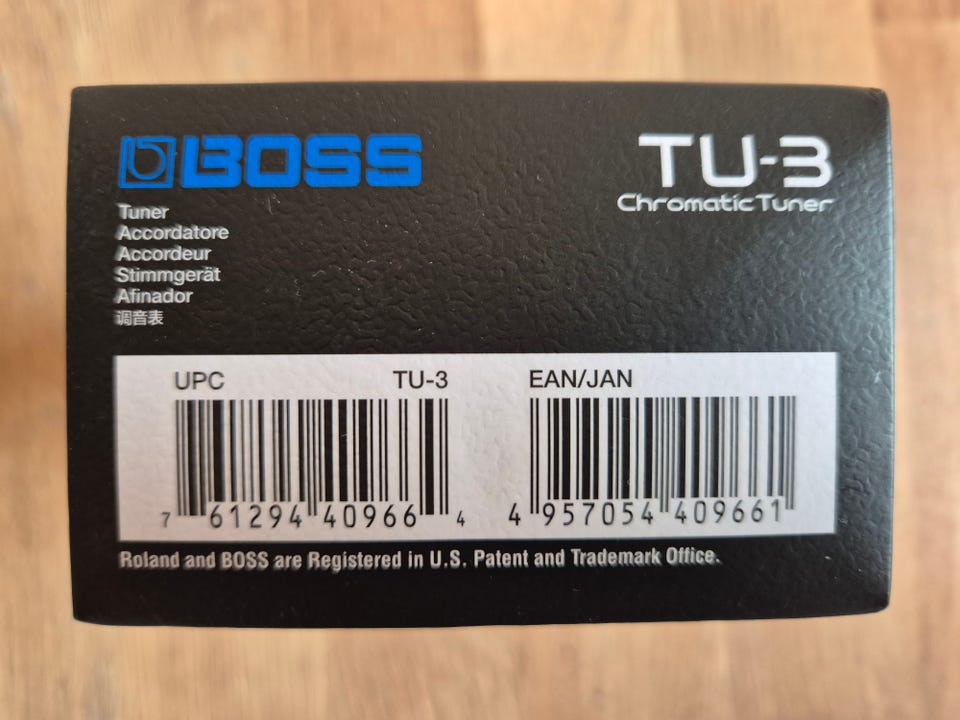 BOSS
TU-3
Chromatic Tuner
Tuner
Accordatore
Accordeur
Stimmgerät
Afinador
调音表
UPC TU-3
EAN/JAN
7 61294 40966 4
4 957054 409661
Roland and BOSS are Registered in U.S. Patent and Trademark Office.